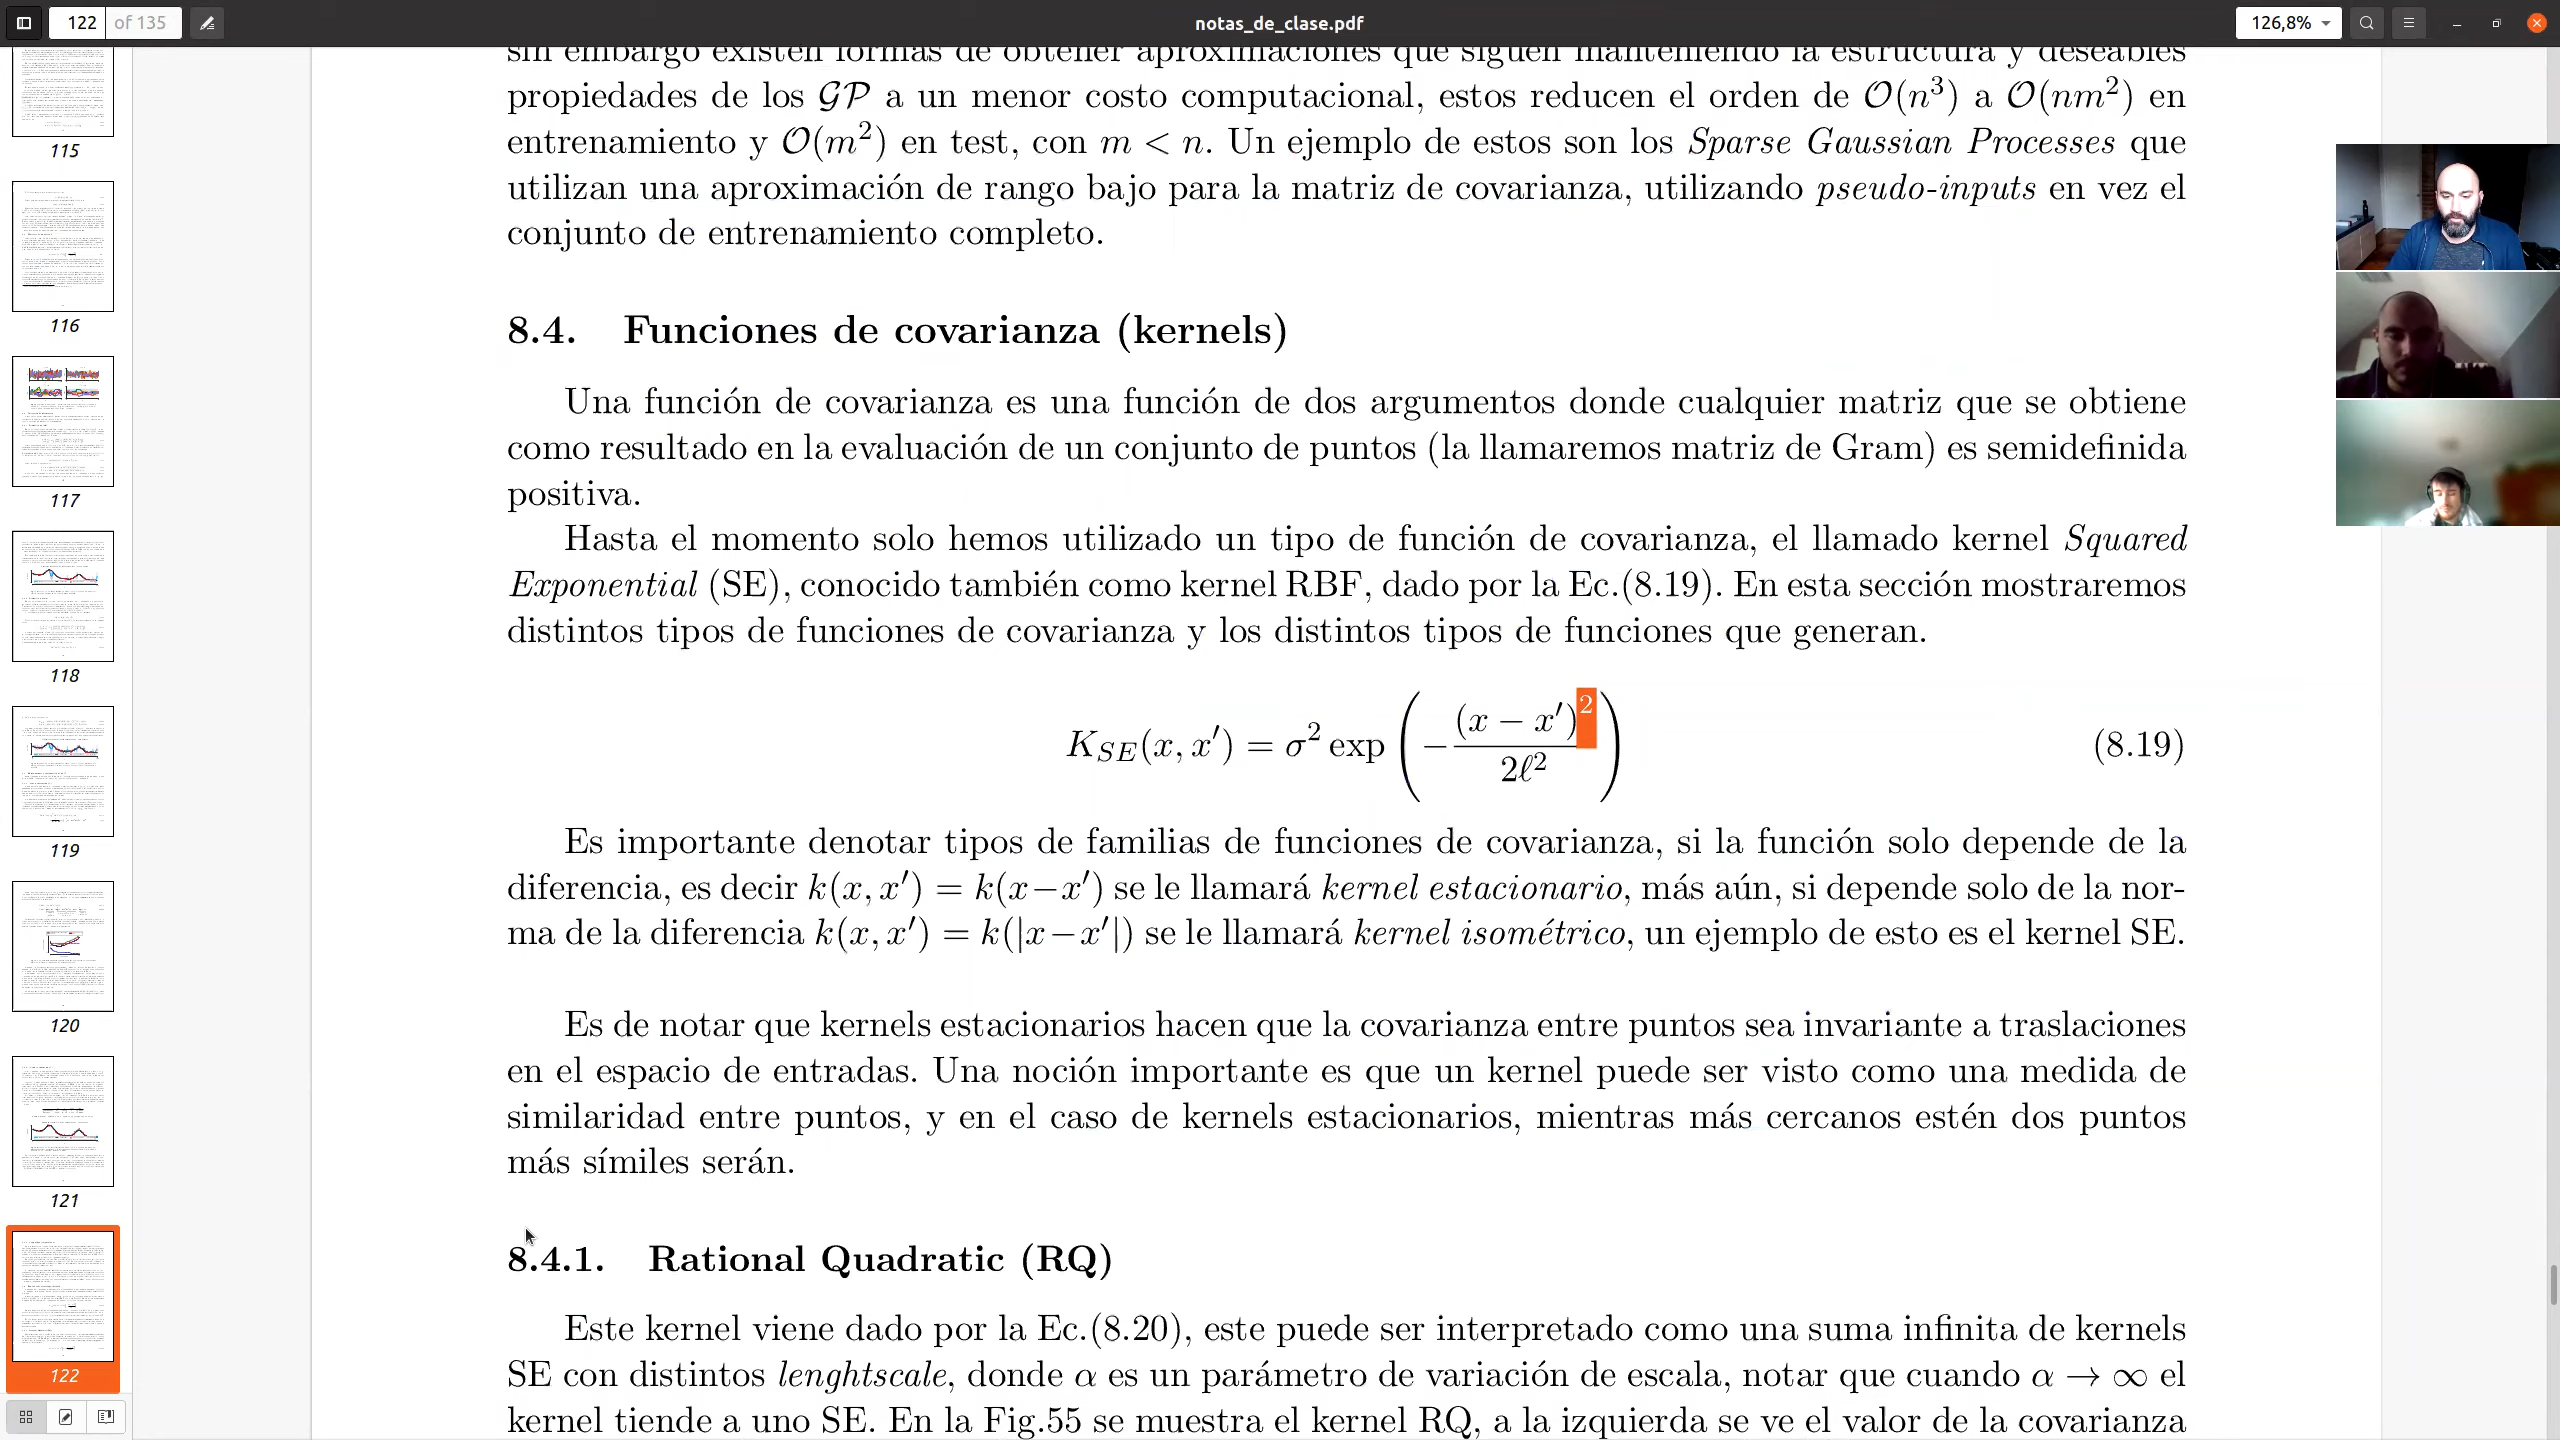 122 of 135
notas_de_clase.pdf
126,8%
115
116
117
118
119
120
121
122
sin embargo existen formas de obtener aproximaciones que siguen manteniendo la estructura y deseables
propiedades de los 𝒢𝒫 a un menor costo computacional, estos reducen el orden de 𝒪(n³) a 𝒪(nm²) en
entrenamiento y 𝒪(m²) en test, con m < n. Un ejemplo de estos son los Sparse Gaussian Processes que
utilizan una aproximación de rango bajo para la matriz de covarianza, utilizando pseudo-inputs en vez el
conjunto de entrenamiento completo.
8.4. Funciones de covarianza (kernels)
Una función de covarianza es una función de dos argumentos donde cualquier matriz que se obtiene
como resultado en la evaluación de un conjunto de puntos (la llamaremos matriz de Gram) es semidefinida
positiva.
Hasta el momento solo hemos utilizado un tipo de función de covarianza, el llamado kernel Squared
Exponential (SE), conocido también como kernel RBF, dado por la Ec.(8.19). En esta sección mostraremos
distintos tipos de funciones de covarianza y los distintos tipos de funciones que generan.
K_{SE}(x, x′) = σ² exp(−(x − x′)² / 2ℓ²) (8.19)
Es importante denotar tipos de familias de funciones de covarianza, si la función solo depende de la
diferencia, es decir k(x, x′) = k(x−x′) se le llamará kernel estacionario, más aún, si depende solo de la nor-
ma de la diferencia k(x, x′) = k(|x−x′|) se le llamará kernel isométrico, un ejemplo de esto es el kernel SE.
Es de notar que kernels estacionarios hacen que la covarianza entre puntos sea invariante a traslaciones
en el espacio de entradas. Una noción importante es que un kernel puede ser visto como una medida de
similaridad entre puntos, y en el caso de kernels estacionarios, mientras más cercanos estén dos puntos
más símiles serán.
8.4.1. Rational Quadratic (RQ)
Este kernel viene dado por la Ec.(8.20), este puede ser interpretado como una suma infinita de kernels
SE con distintos lenghtscale, donde α es un parámetro de variación de escala, notar que cuando α → ∞ el
kernel tiende a uno SE. En la Fig.55 se muestra el kernel RQ, a la izquierda se ve el valor de la covarianza